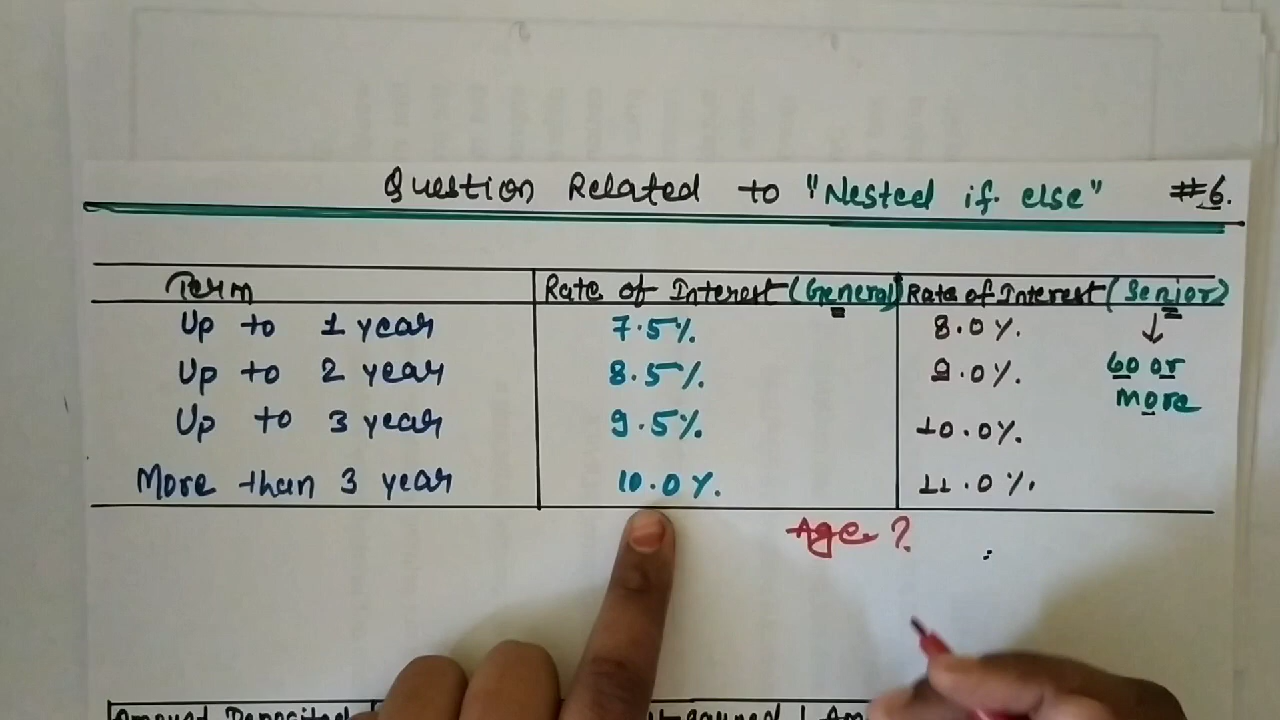 Question Related to "Nested if else" #6.
Term Rate of Interest (General) Rate of Interest (Senior)
Up to 1 year 7.5% 8.0%
Up to 2 year 8.5% 9.0% 60 or
more
Up to 3 year 9.5% 10.0%
More than 3 year 10.0% 11.0%
Age ?
Amount Deposited